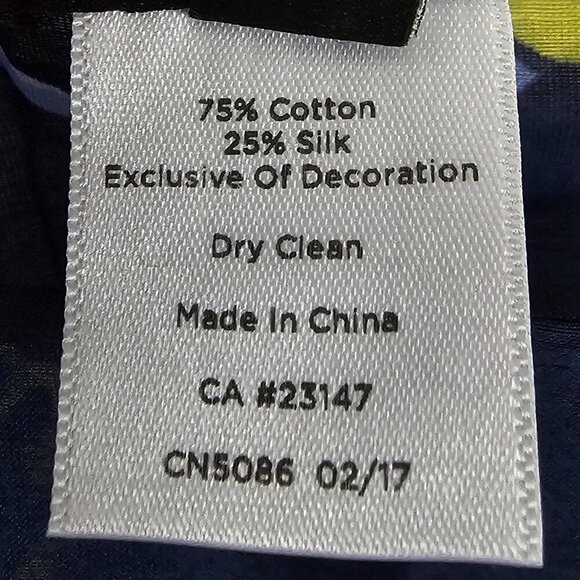 75% Cotton
25% Silk
Exclusive Of Decoration
Dry Clean
Made In China
CA #23147
CN5086 02/17